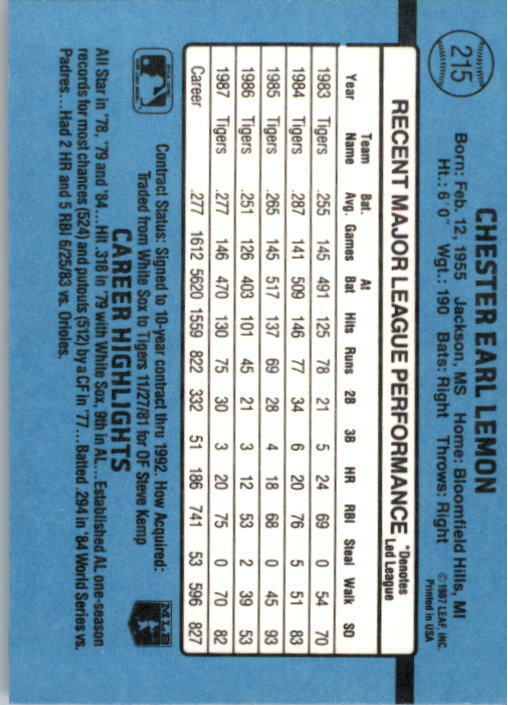 215
CHESTER EARL LEMON
Born: Feb. 12, 1955 Jackson, MS Home: Bloomfield Hills, MI
Ht.: 6'0" Wgt.: 190 Bats: Right Throws: Right
©1987 LEAF, INC.
Printed in USA
RECENT MAJOR LEAGUE PERFORMANCE *Denotes Led League
Year Team Name Bat. Avg. Games At Bat Hits Runs 2B 3B HR RBI Steal Walk SO
1983 Tigers .255 145 491 125 78 21 5 24 69 0 54 70
1984 Tigers .287 141 509 146 77 34 6 20 76 5 51 83
1985 Tigers .265 145 517 137 69 28 4 18 68 0 45 93
1986 Tigers .251 126 403 101 45 21 3 12 53 2 39 53
1987 Tigers .277 146 470 130 75 30 3 20 75 0 70 82
Career .277 1612 5620 1559 822 332 51 186 741 53 596 827
Contract Status: Signed to 10-year contract thru 1992. How Acquired:
Traded from White Sox to Tigers 11/27/81 for OF Steve Kemp
CAREER HIGHLIGHTS
All Star in '78, '79 and '84...Hit .318 in '79 with White Sox, 9th in AL...Established AL one-season
records for most chances (524) and putouts (512) by a CF in '77...Batted .294 in '84 World Series vs.
Padres...Had 2 HR and 5 RBI 6/25/83 vs. Orioles.
MLB